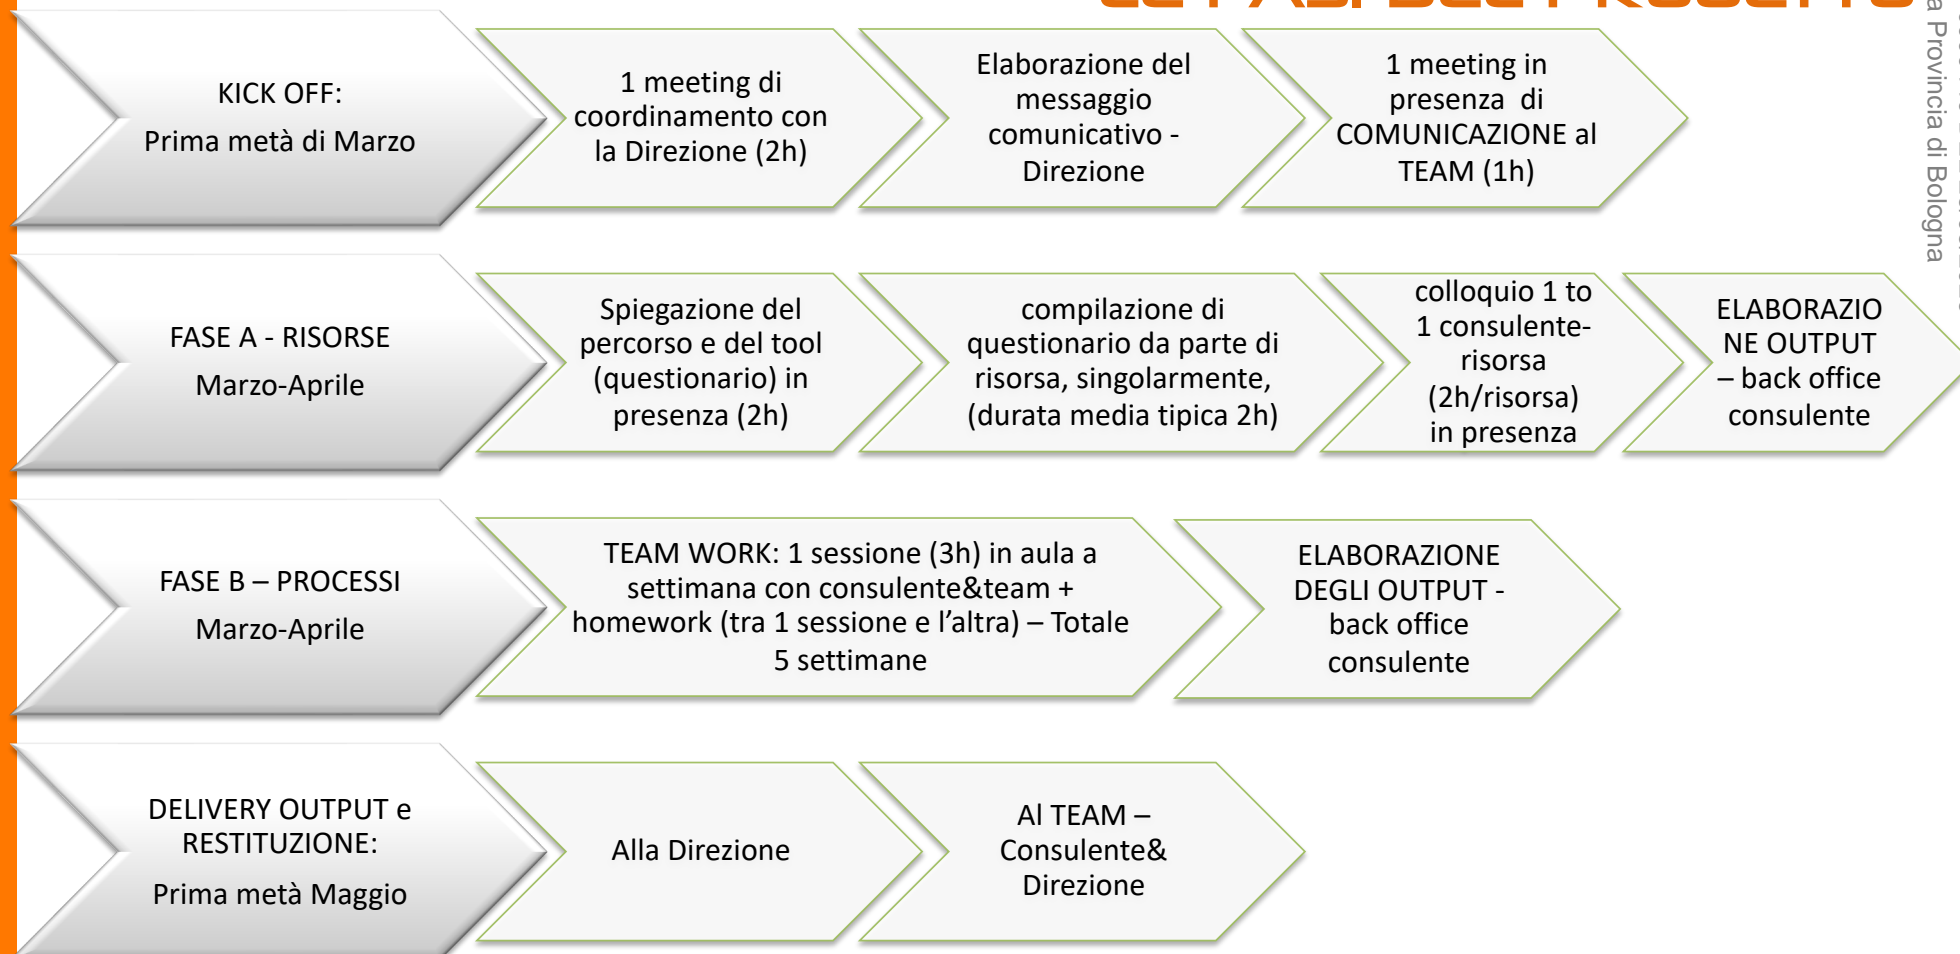 LE FASI DEL PROGETTO
KICK OFF:
Prima metà di Marzo
1 meeting di
coordinamento con
la Direzione (2h)
Elaborazione del
messaggio
comunicativo -
Direzione
1 meeting in
presenza di
COMUNICAZIONE al
TEAM (1h)
a Provincia di Bologna
FASE A - RISORSE
Marzo-Aprile
Spiegazione del
percorso e del tool
(questionario) in
presenza (2h)
compilazione di
questionario da parte di
risorsa, singolarmente,
(durata media tipica 2h)
colloquio 1 to
1 consulente-
risorsa
(2h/risorsa)
in presenza
ELABORAZIO
NE OUTPUT
– back office
consulente
FASE B – PROCESSI
Marzo-Aprile
TEAM WORK: 1 sessione (3h) in aula a
settimana con consulente&team +
homework (tra 1 sessione e l’altra) – Totale
5 settimane
ELABORAZIONE
DEGLI OUTPUT -
back office
consulente
DELIVERY OUTPUT e
RESTITUZIONE:
Prima metà Maggio
Alla Direzione
Al TEAM –
Consulente&
Direzione